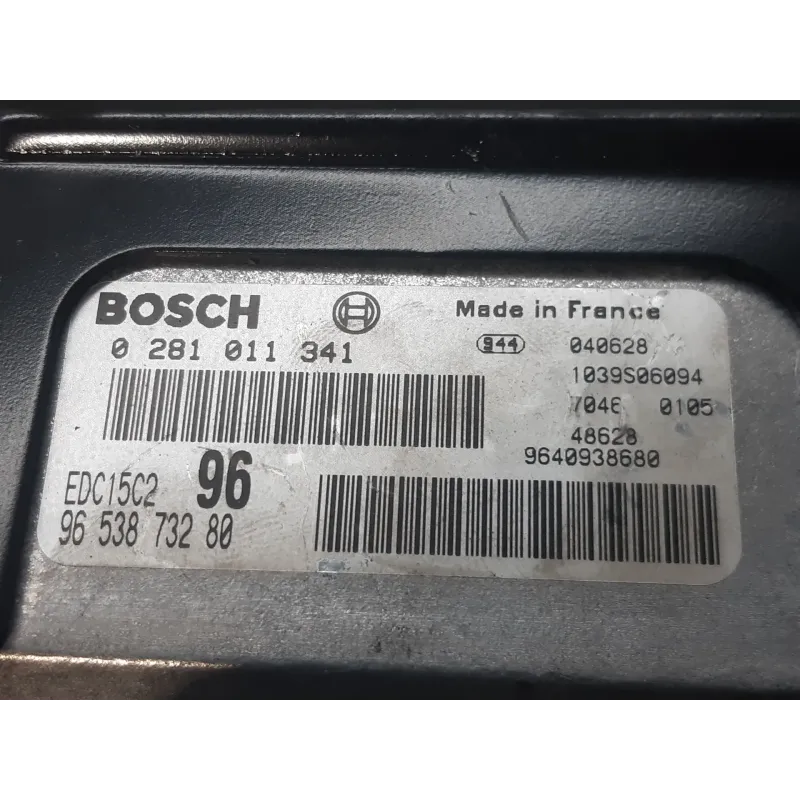 BOSCH
Made in France
0 281 011 341
944
040628
1039S06094
704E 0105
48628
9640938680
EDC15C2 96
96 538 732 80